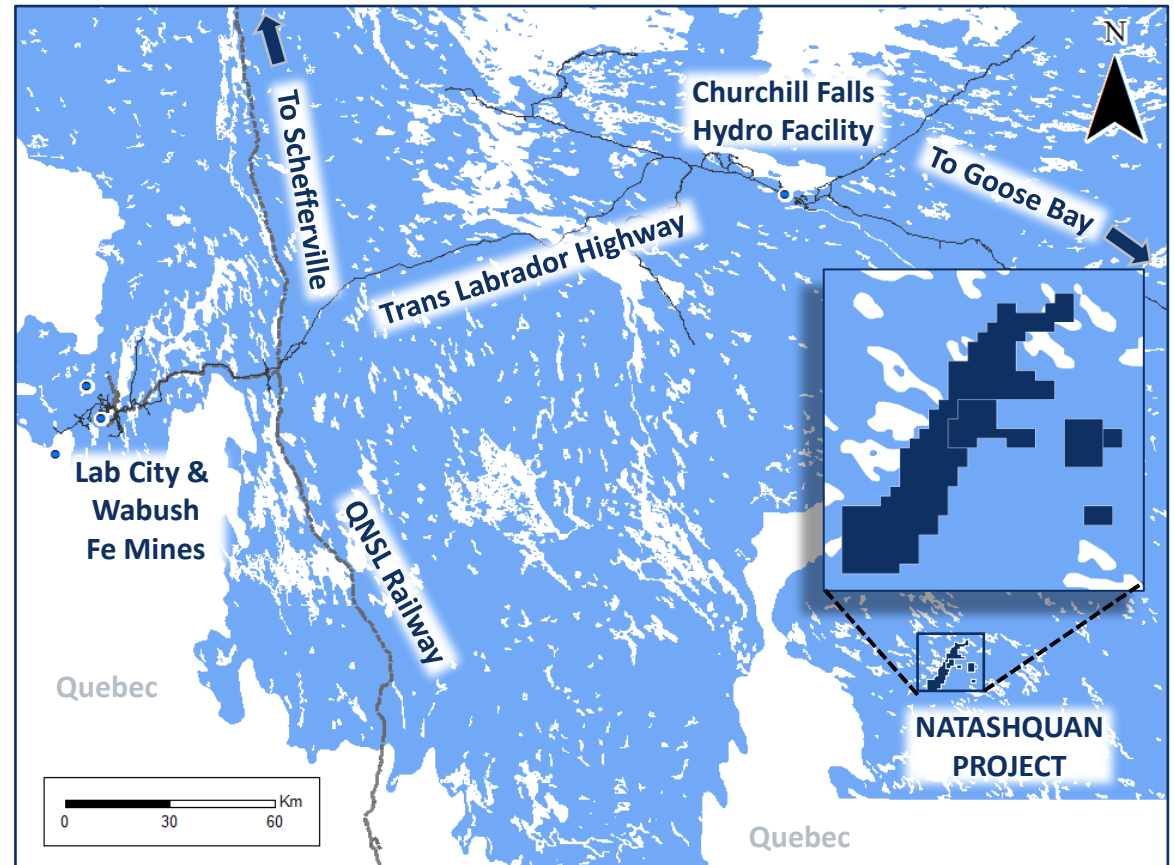 N
Churchill Falls
Hydro Facility
To Schefferville
To Goose Bay
Trans Labrador Highway
Lab City &
Wabush
Fe Mines
QNSL Railway
Quebec
NATASHQUAN
PROJECT
Km
0 30 60
Quebec